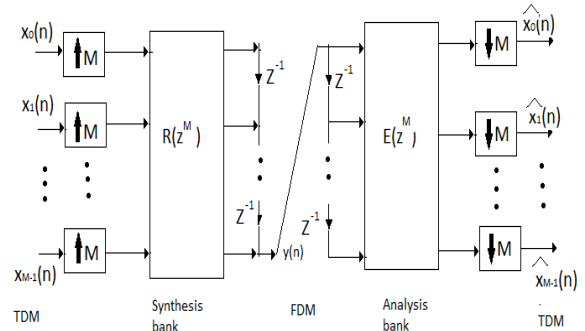 x₀(n)
M
x₁(n)
M
M
x_{M-1}(n)
R(z^M)
z⁻¹
z⁻¹
y(n)
z⁻¹
z⁻¹
E(z^M)
M
x̂₀(n)
M
x̂₁(n)
M
x̂_{M-1}(n)
TDM
Synthesis
bank
FDM
Analysis
bank
TDM